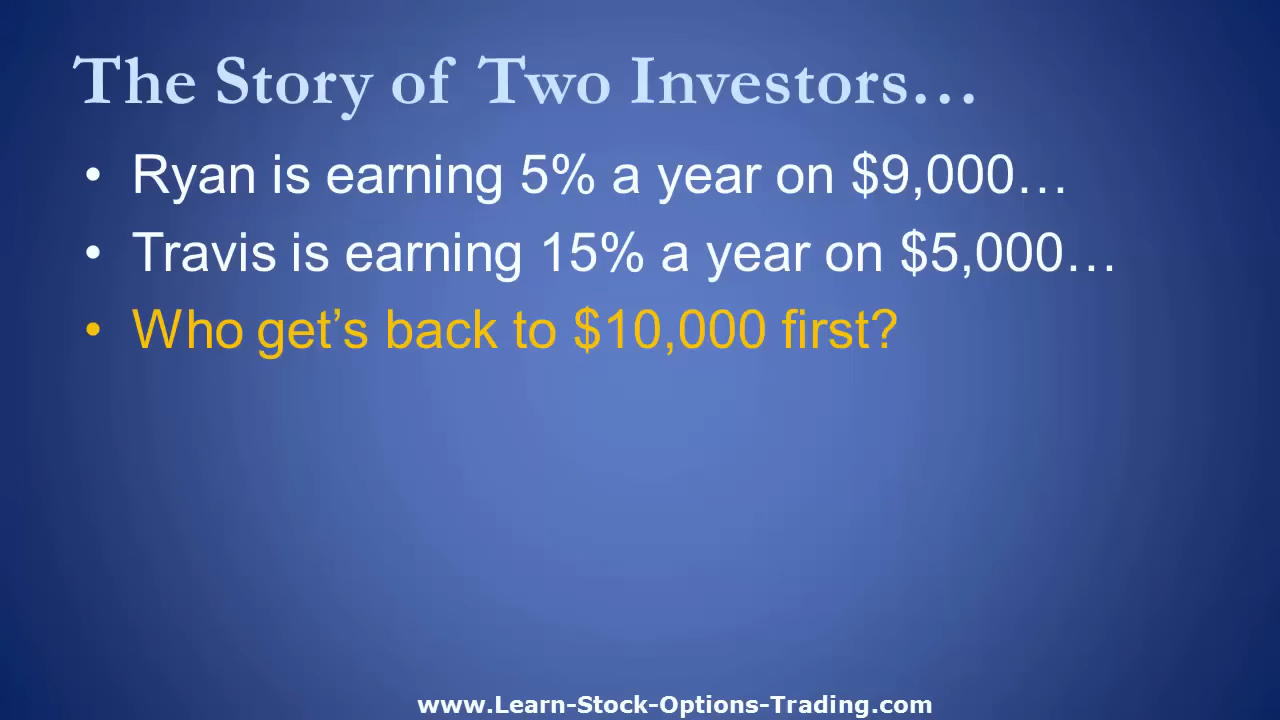 The Story of Two Investors…
• Ryan is earning 5% a year on $9,000…
• Travis is earning 15% a year on $5,000…
• Who get’s back to $10,000 first?
www.Learn-Stock-Options-Trading.com